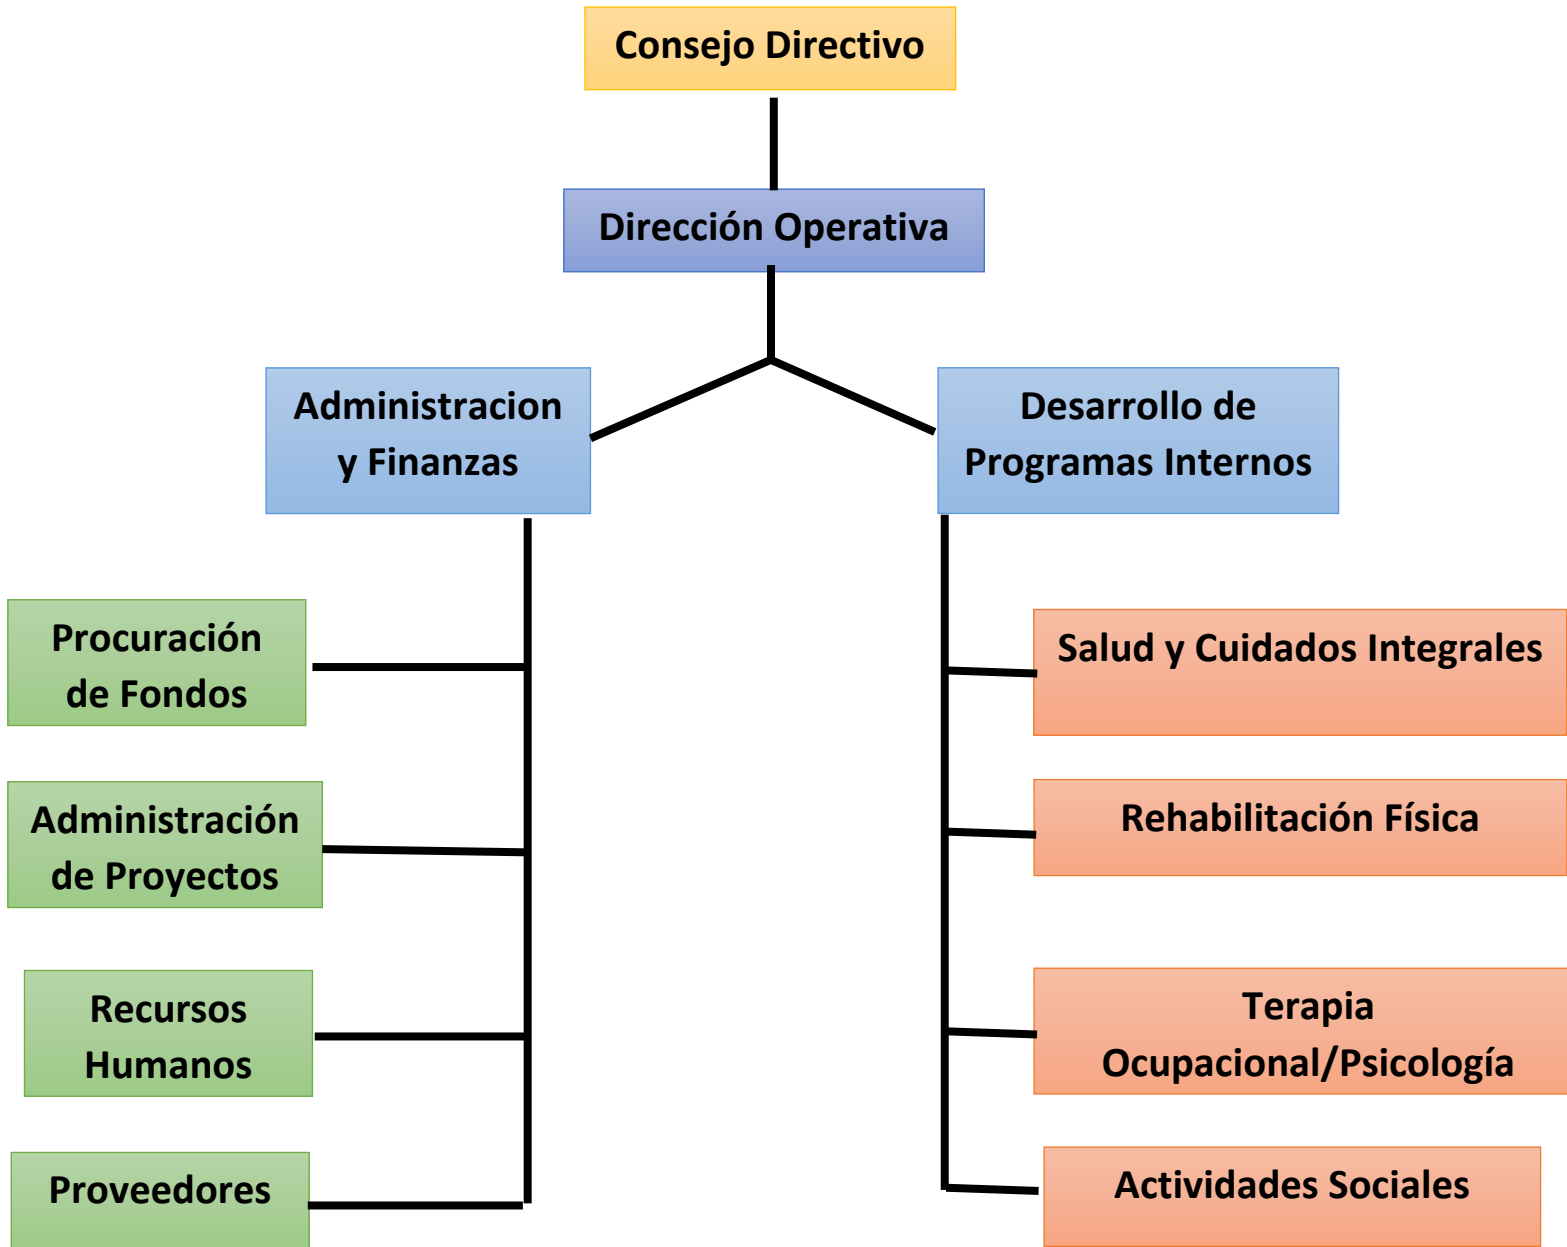 Consejo Directivo
Dirección Operativa
Administracion
y Finanzas
Desarrollo de
Programas Internos
Procuración
de Fondos
Administración
de Proyectos
Recursos
Humanos
Proveedores
Salud y Cuidados Integrales
Rehabilitación Física
Terapia
Ocupacional/Psicología
Actividades Sociales